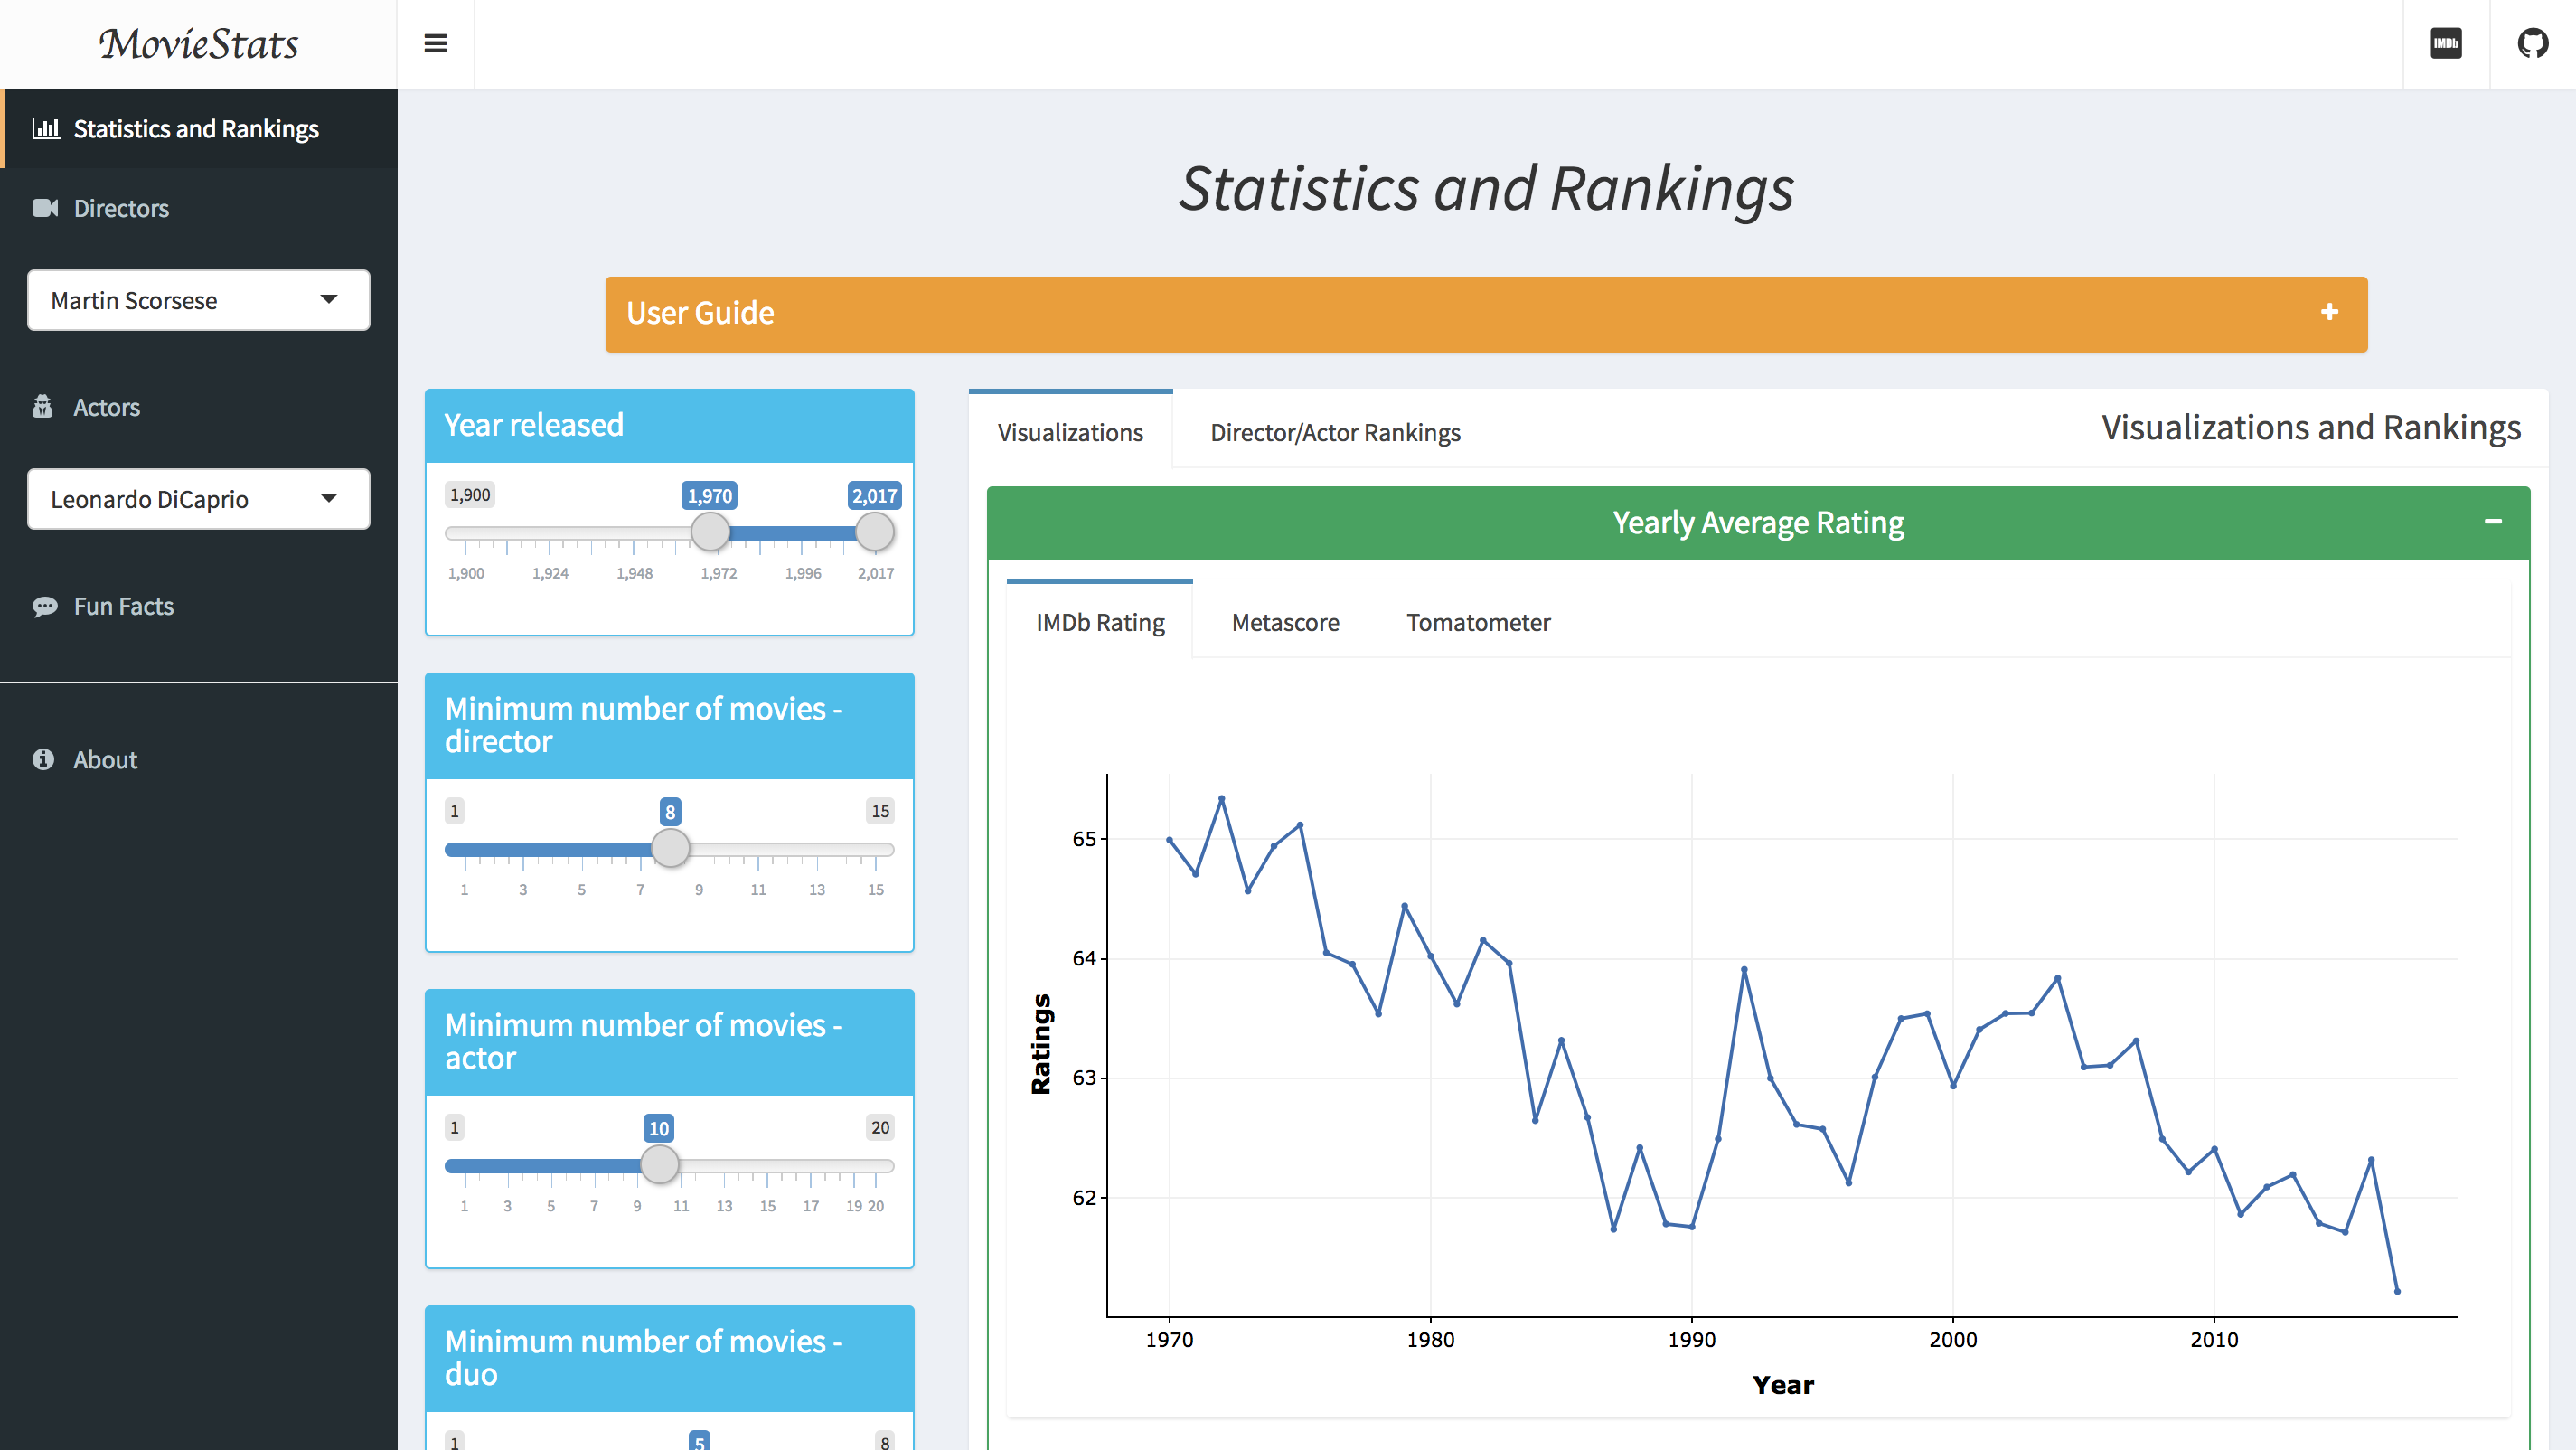 MovieStats
IMDb
Statistics and Rankings
Directors
Martin Scorsese
Actors
Leonardo DiCaprio
Fun Facts
About
Statistics and Rankings
User Guide
Year released
1,900 1,970 2,017
1,900 1,924 1,948 1,972 1,996 2,017
Minimum number of movies -
director
1 8 15
1 3 5 7 9 11 13 15
Minimum number of movies -
actor
1 10 20
1 3 5 7 9 11 13 15 17 19 20
Minimum number of movies -
duo
1 5 8
Visualizations Director/Actor Rankings Visualizations and Rankings
Yearly Average Rating
IMDb Rating Metascore Tomatometer
Ratings
65
64
63
62
1970 1980 1990 2000 2010
Year